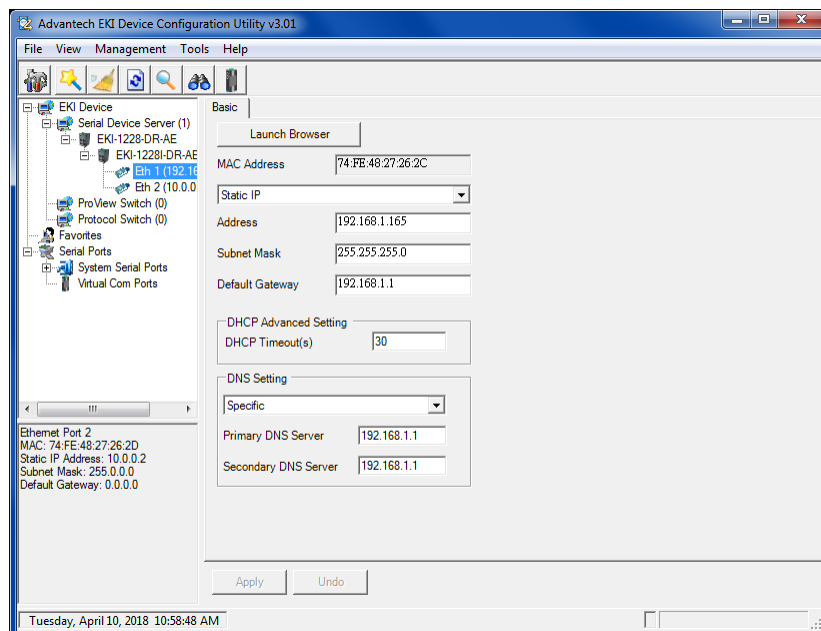 Advantech EKI Device Configuration Utility v3.01
File View Management Tools Help
EKI Device
Serial Device Server (1)
EKI-1228-DR-AE
EKI-1228I-DR-AE
Eth 1 (192.16
Eth 2 (10.0.0
ProView Switch (0)
Protocol Switch (0)
Favorites
Serial Ports
System Serial Ports
Virtual Com Ports
Ethernet Port 2
MAC: 74:FE:48:27:26:2D
Static IP Address: 10.0.0.2
Subnet Mask: 255.0.0.0
Default Gateway: 0.0.0.0
Basic
Launch Browser
MAC Address 74:FE:48:27:26:2C
Static IP
Address 192.168.1.165
Subnet Mask 255.255.255.0
Default Gateway 192.168.1.1
DHCP Advanced Setting
DHCP Timeout(s) 30
DNS Setting
Specific
Primary DNS Server 192.168.1.1
Secondary DNS Server 192.168.1.1
Apply Undo
Tuesday, April 10, 2018 10:58:48 AM